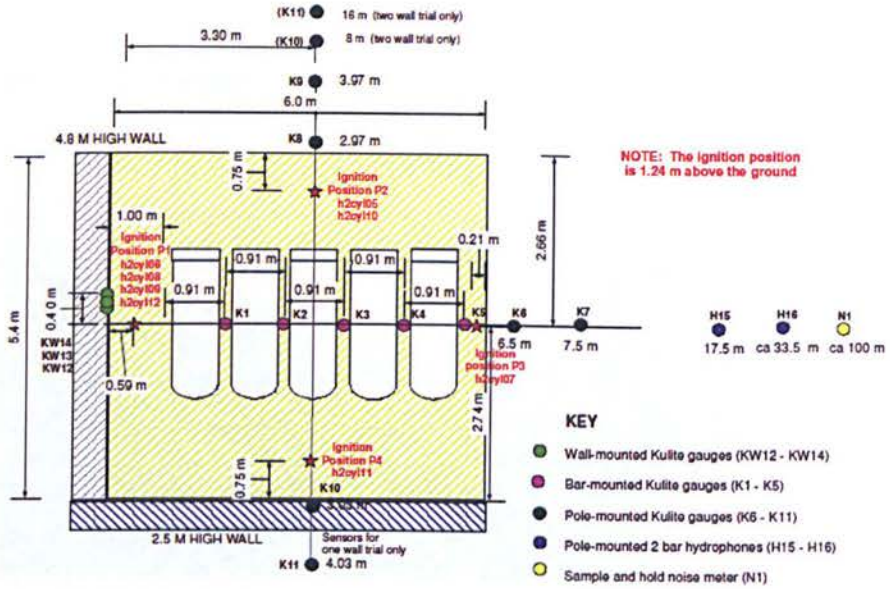 (K11) 16 m (two wall trial only)
3.30 m
(K10) 8 m (two wall trial only)
K9 3.97 m
6.0 m
4.8 M HIGH WALL
K8 2.97 m
0.75 m
NOTE: The ignition position
is 1.24 m above the ground
Ignition
Position P2
h2cyl05
h2cyl10
1.00 m
Ignition
Position P1
h2cyl06
h2cyl08
h2cyl09
h2cyl12
0.21 m
2.66 m
0.91 m
0.91 m
0.91 m
0.91 m
0.40 m
5.4 m
K1
K2
K3
K4
K5
K6
K7
H15
H16
N1
6.5 m
7.5 m
17.5 m
ca 33.5 m
ca 100 m
KW14
KW13
KW12
0.59 m
Ignition
position P3
h2cyl07
2.74 m
KEY
Wall-mounted Kulite gauges (KW12 - KW14)
Bar-mounted Kulite gauges (K1 - K5)
Pole-mounted Kulite gauges (K6 - K11)
Pole-mounted 2 bar hydrophones (H15 - H16)
Sample and hold noise meter (N1)
Ignition
Position P4
h2cyl11
0.75 m
K10
2.5 M HIGH WALL
Sensors for
one wall trial only
K11 4.03 m